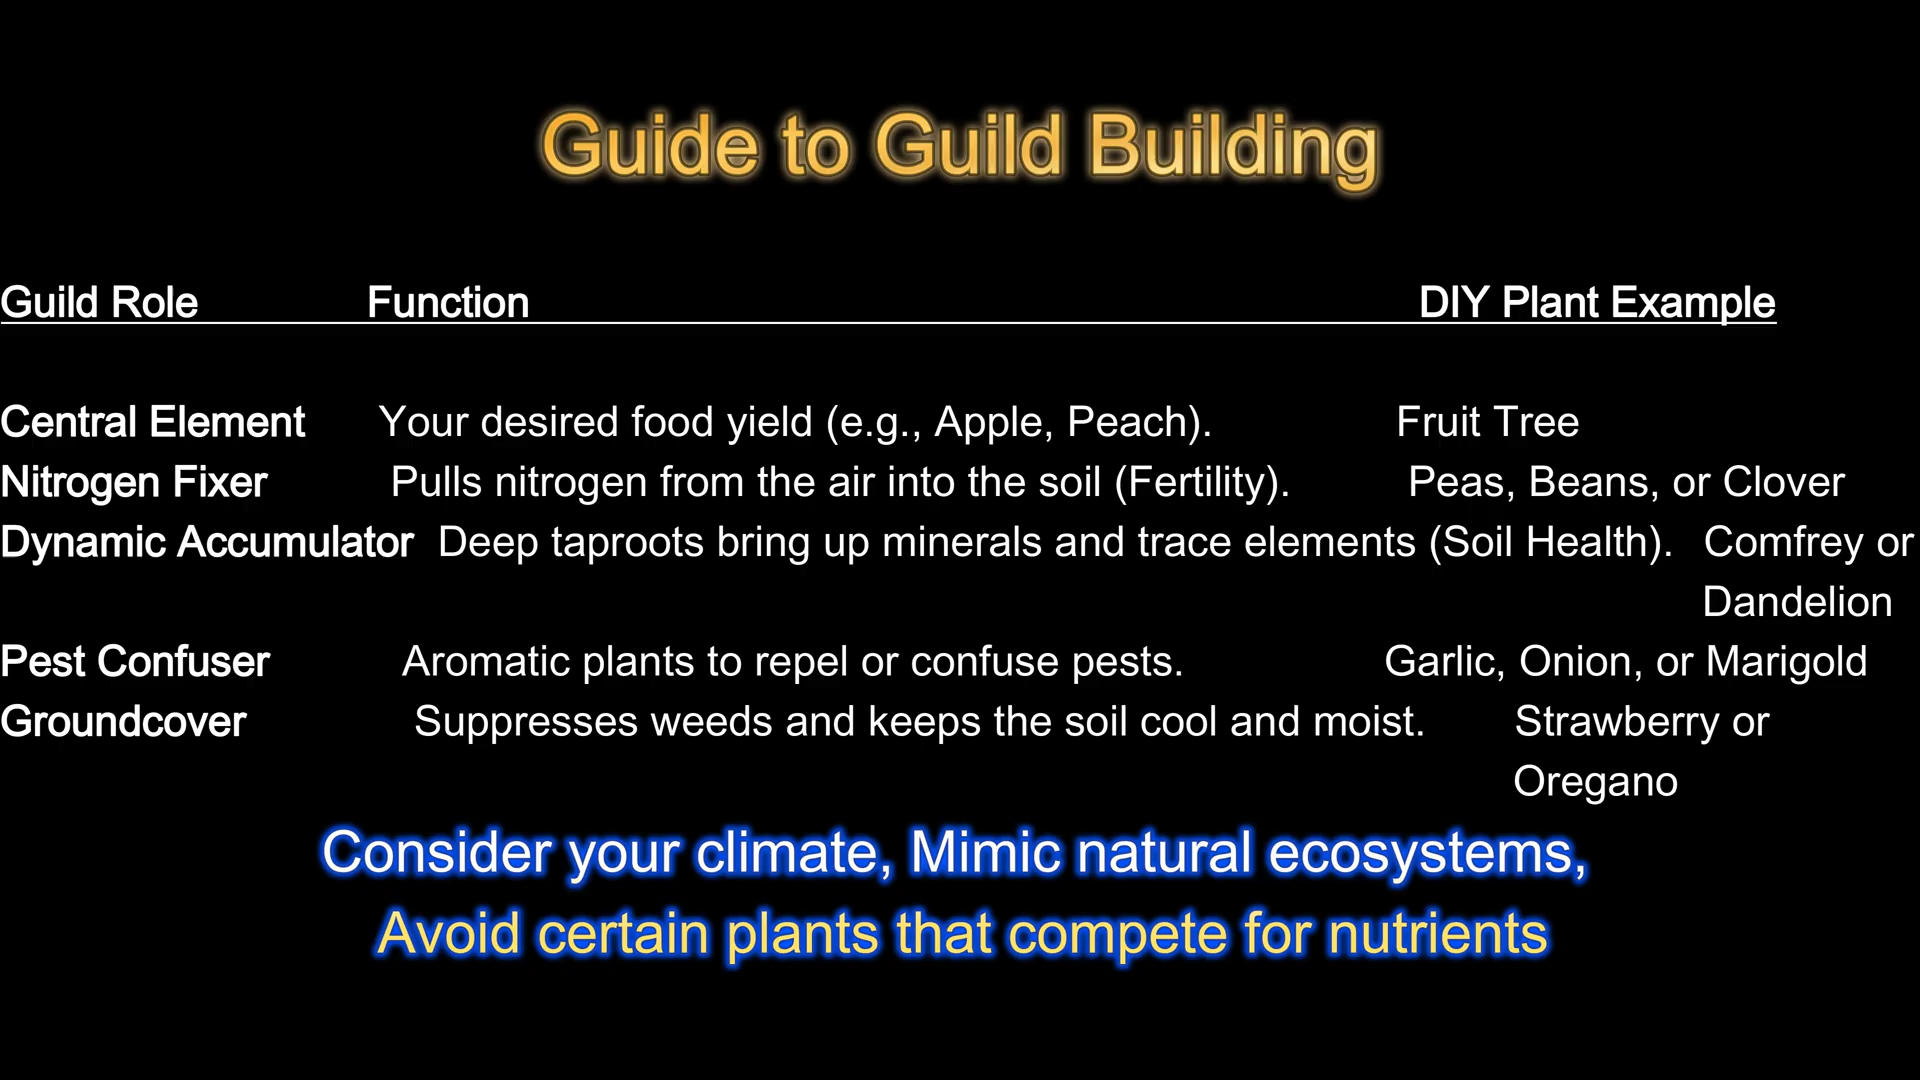 Guide to Guild Building
Guild Role Function DIY Plant Example
Central Element Your desired food yield (e.g., Apple, Peach). Fruit Tree
Nitrogen Fixer Pulls nitrogen from the air into the soil (Fertility). Peas, Beans, or Clover
Dynamic Accumulator Deep taproots bring up minerals and trace elements (Soil Health). Comfrey or
Dandelion
Pest Confuser Aromatic plants to repel or confuse pests. Garlic, Onion, or Marigold
Groundcover Suppresses weeds and keeps the soil cool and moist. Strawberry or
Oregano
Consider your climate, Mimic natural ecosystems,
Avoid certain plants that compete for nutrients